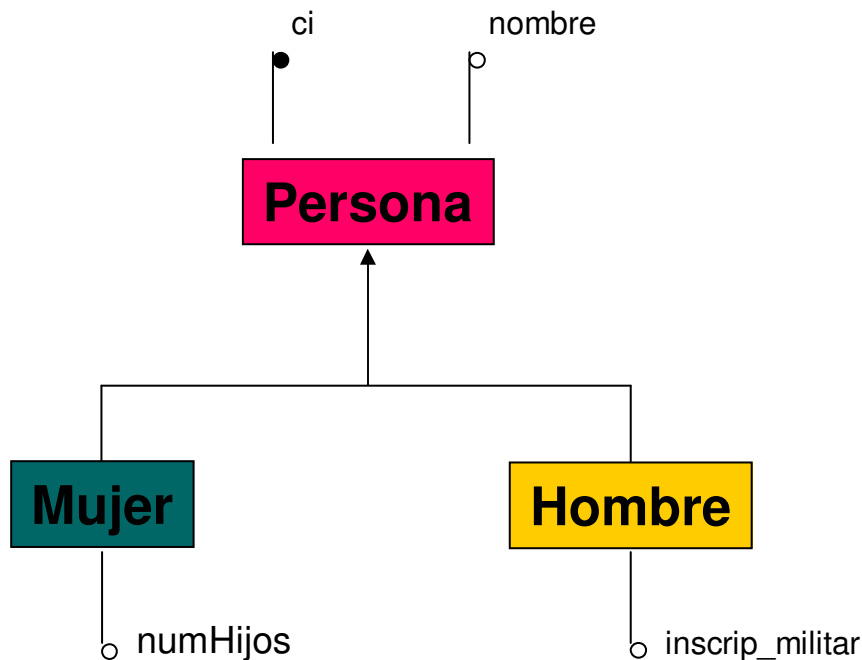 ci
nombre
Persona
Mujer
Hombre
numHijos
inscrip_militar